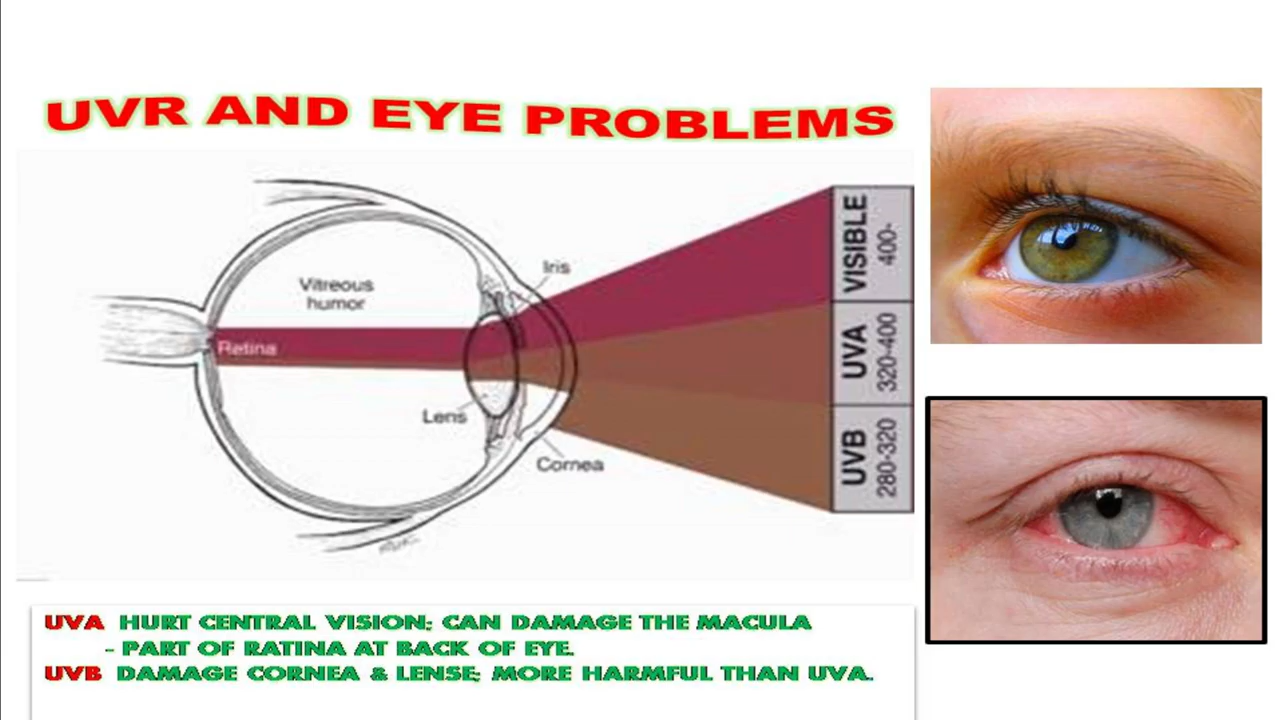 UVR AND EYE PROBLEMS
Iris
Vitreous
humor
Retina
Lens
Cornea
VISIBLE
400-
UVA
320-400
UVB
280-320
UVA HURT CENTRAL VISION; CAN DAMAGE THE MACULA
- PART OF RATINA AT BACK OF EYE.
UVB DAMAGE CORNEA & LENSE; MORE HARMFUL THAN UVA.